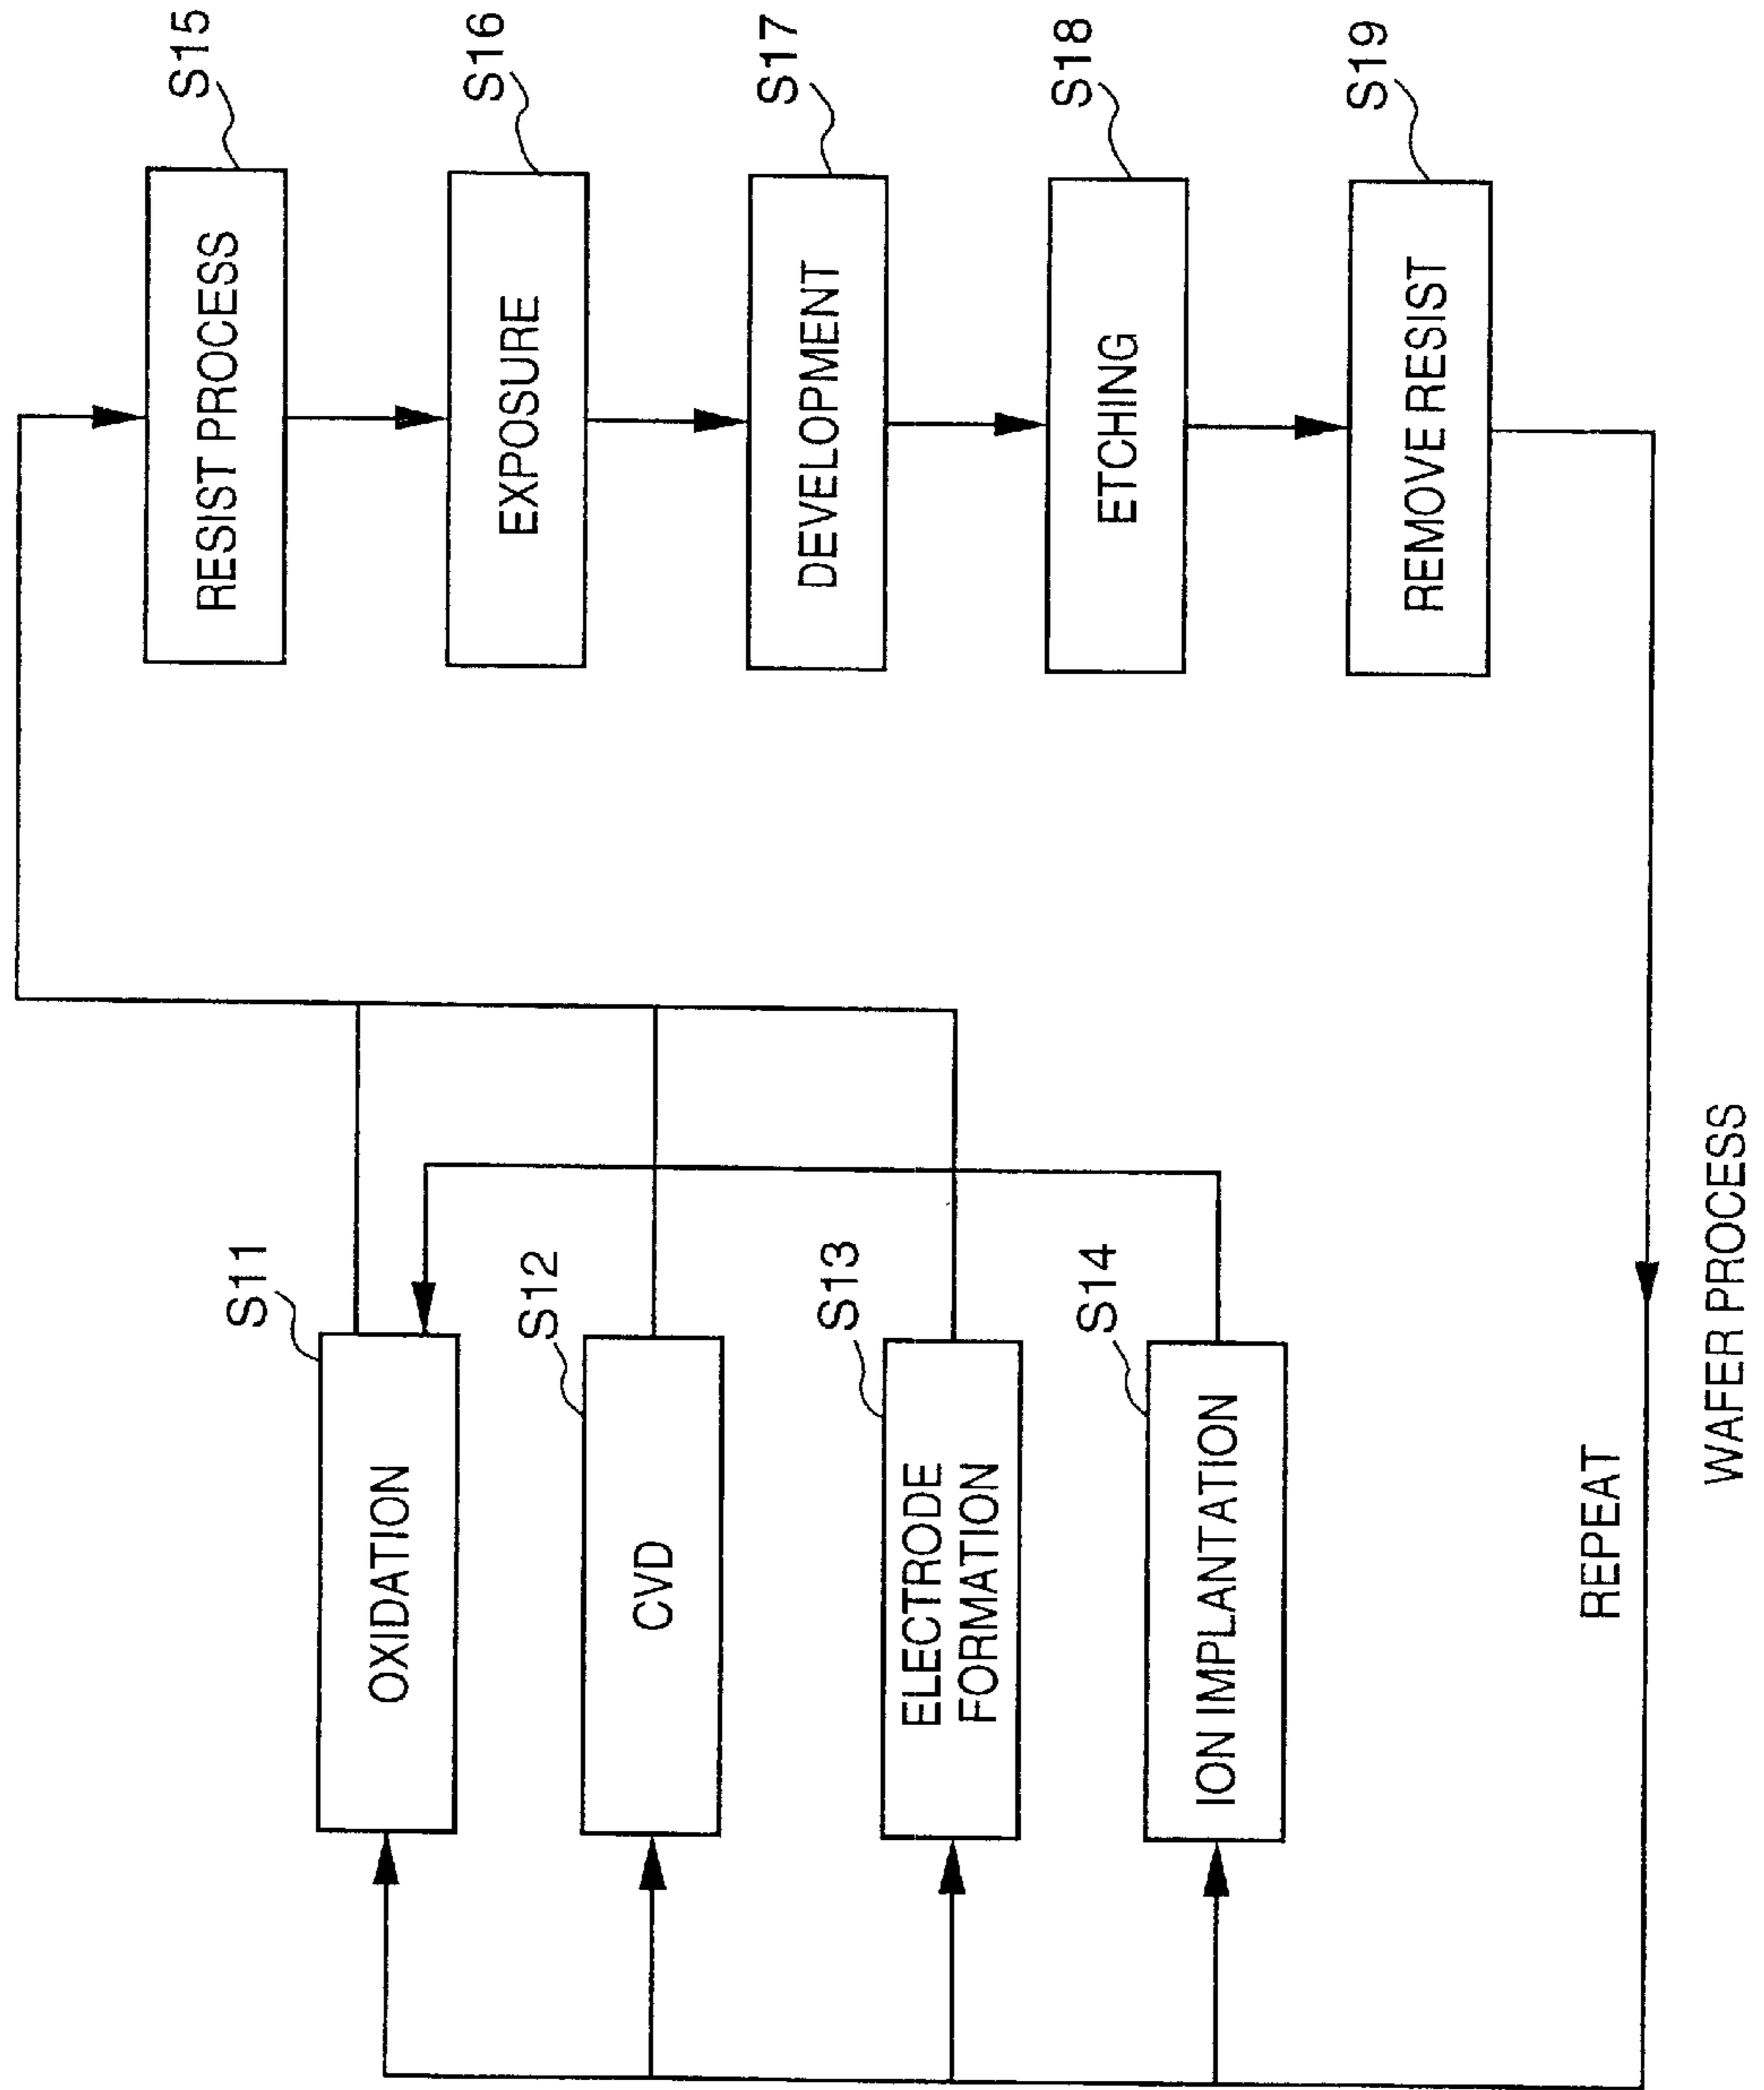 S11
OXIDATION
S12
CVD
S13
ELECTRODE
FORMATION
S14
ION IMPLANTATION
S15
RESIST PROCESS
S16
EXPOSURE
S17
DEVELOPMENT
S18
ETCHING
S19
REMOVE RESIST
REPEAT
WAFER PROCESS